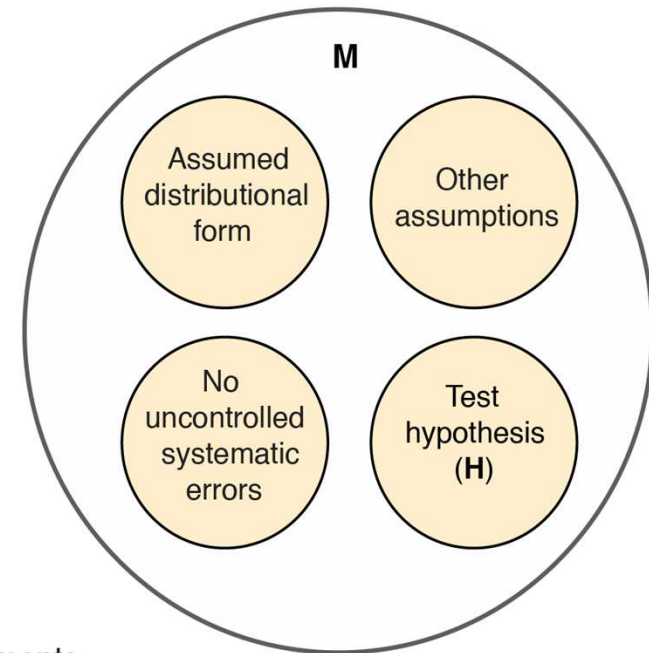 M
Assumed
distributional
form
Other
assumptions
No
uncontrolled
systematic
errors
Test
hypothesis
(H)